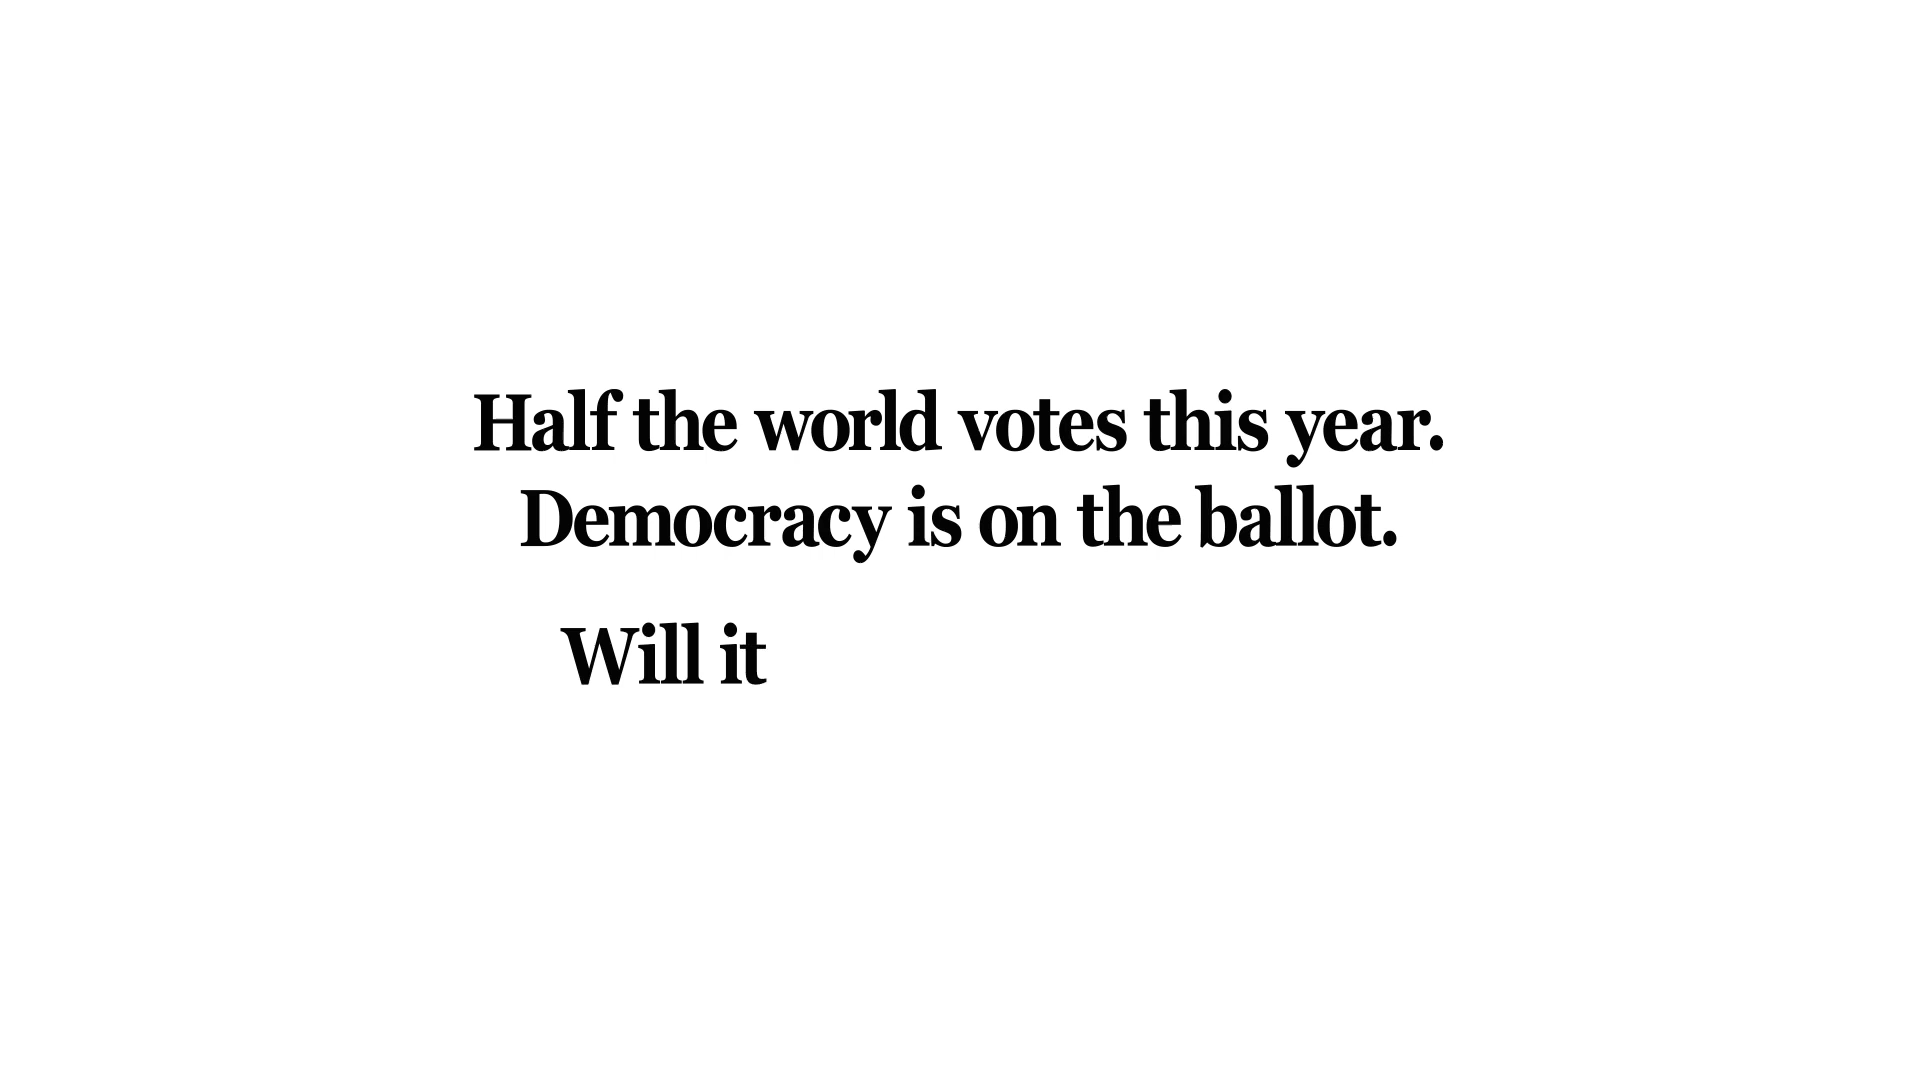 Half the world votes this year.
Democracy is on the ballot.
Will it